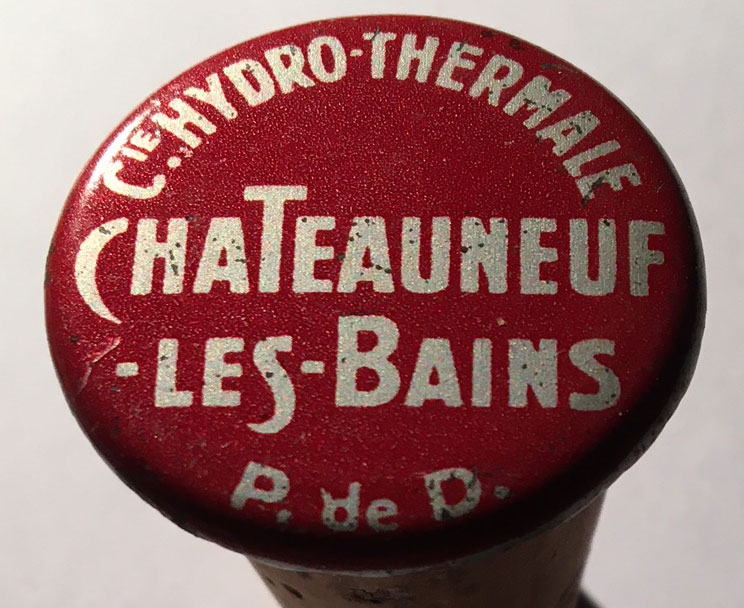 Cie. HYDRO-THERMALE
CHATEAUNEUF
-LES-BAINS
P. de D.